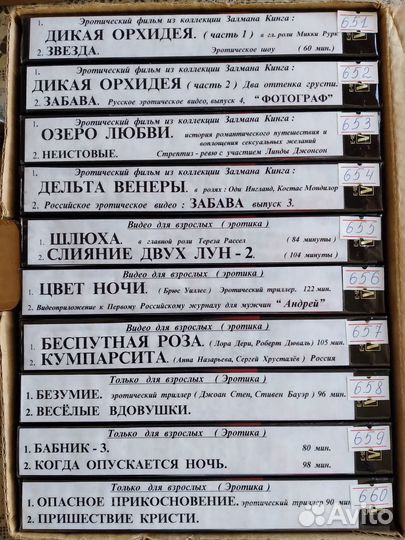 Эротический фильм из коллекции Залмана Кинга:
1. ДИКАЯ ОРХИДЕЯ. (часть 1) в гл. роли Микки Рурк
2. ЗВЕЗДА. Эротическое шоу (60 мин.)
651
Эротический фильм из коллекции Залмана Кинга:
1. ДИКАЯ ОРХИДЕЯ (часть 2) Два оттенка грусти.
2. ЗАБАВА. Русское эротическое видео, выпуск 4, "ФОТОГРАФ"
652
Эротический фильм из коллекции Залмана Кинга:
1. ОЗЕРО ЛЮБВИ. история романтического путешествия и
воплощения сексуальных желаний
2. НЕИСТОВЫЕ. Стриптиз - ревю с участием Линды Джонсон
653
Эротический фильм из коллекции Залмана Кинга:
1. ДЕЛЬТА ВЕНЕРЫ. в ролях: Оди Ингланд, Костас Мэндилор
2. Российское эротическое видео: ЗАБАВА выпуск 3.
654
Видео для взрослых (эротика)
1. ШЛЮХА. в главной роли Тереза Рассел (84 минуты)
2. СЛИЯНИЕ ДВУХ ЛУН - 2. (104 минуты)
655
Видео для взрослых (эротика)
1. ЦВЕТ НОЧИ. (Брюс Уиллес) Эротический триллер. 122 мин.
2. Видеоприложение к Первому Российскому журналу для мужчин "Андрей"
656
Видео для взрослых (эротика)
1. БЕСПУТНАЯ РОЗА. (Лора Дерн, Роберт Дюваль) 105 мин.
2. КУМПАРСИТА. (Анна Назарьева, Сергей Хрусталёв) Россия
657
Только для взрослых (Эротика)
1. БЕЗУМИЕ. эротический триллер (Джоан Стен, Стивен Бауэр) 96 мин.
2. ВЕСЁЛЫЕ ВДОВУШКИ.
658
Только для взрослых (Эротика)
1. БАБНИК - 3. 80 мин.
2. КОГДА ОПУСКАЕТСЯ НОЧЬ. 98 мин.
659
Только для взрослых (Эротика)
1. ОПАСНОЕ ПРИКОСНОВЕНИЕ. эротический триллер 90 мин.
2. ПРИШЕСТВИЕ КРИСТИ.
660
Avito